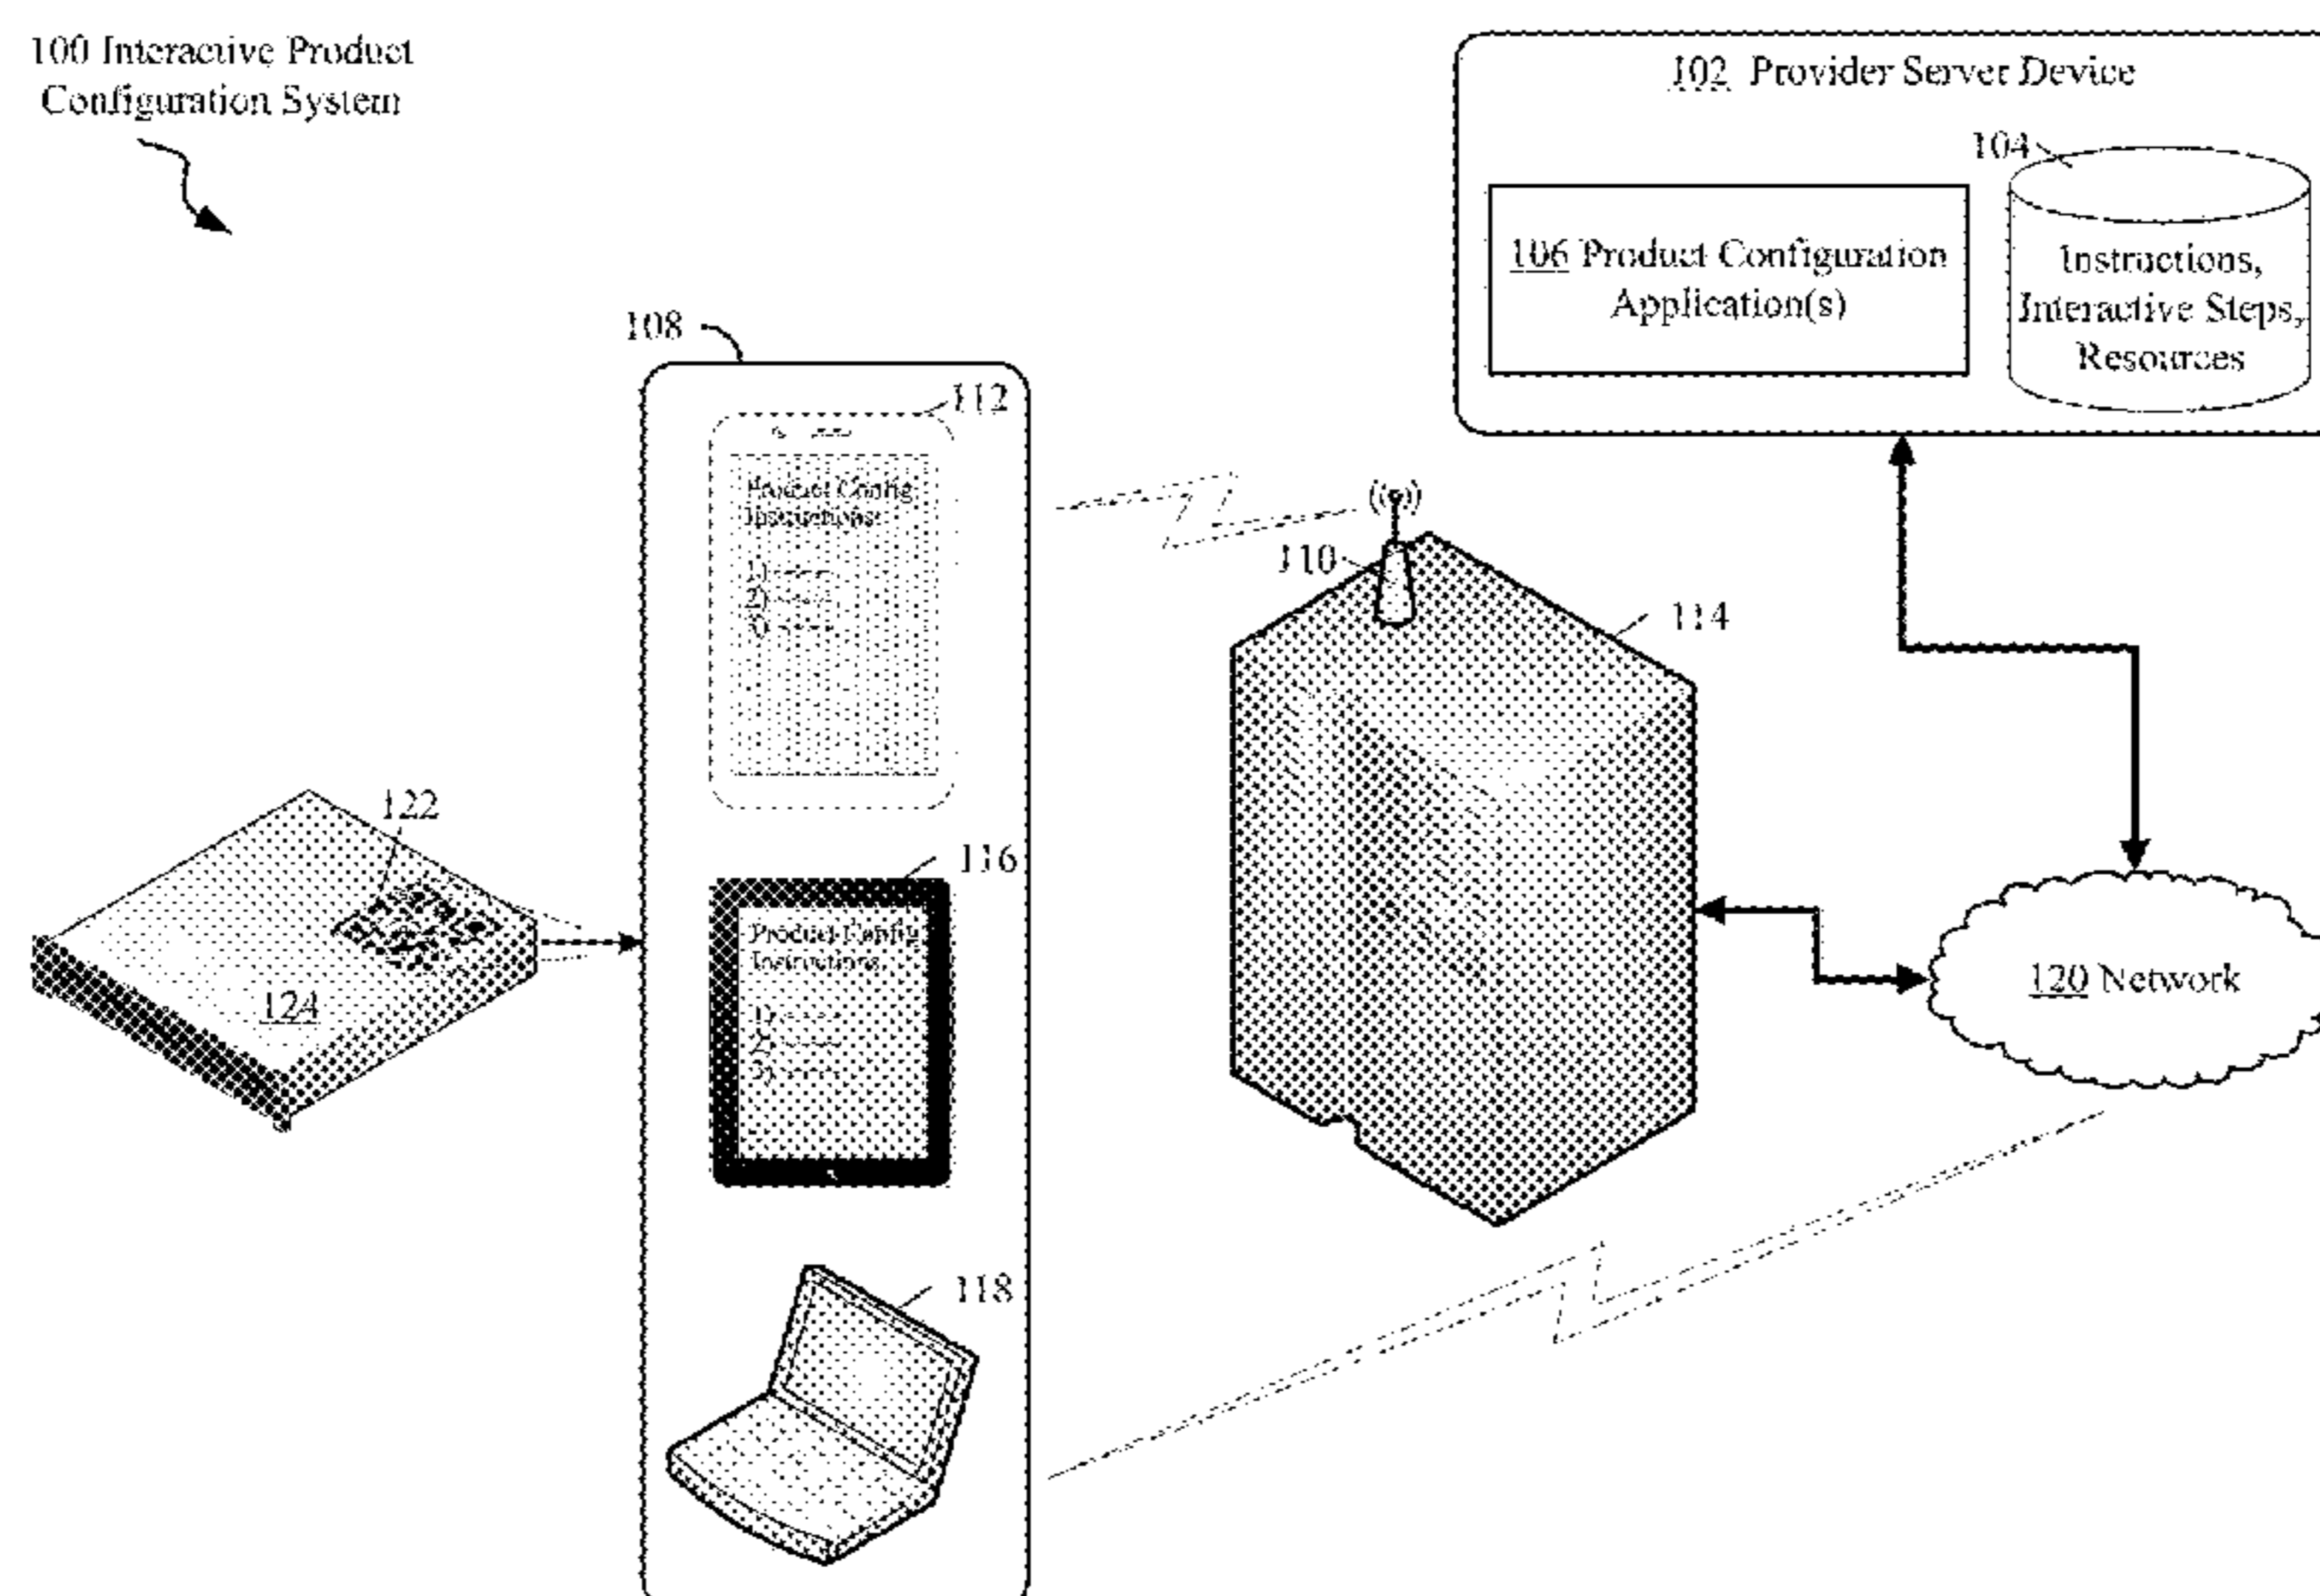 100 Interactive Product
Configuration System
102 Provider Server Device
104
106 Product Configuration
Application(s)
Instructions,
Interactive Steps,
Resources
108
112
Product Config
Instructions
1)
2)
3)
110
114
122
124
116
Product Config
Instructions
1)
2)
3)
120 Network
118